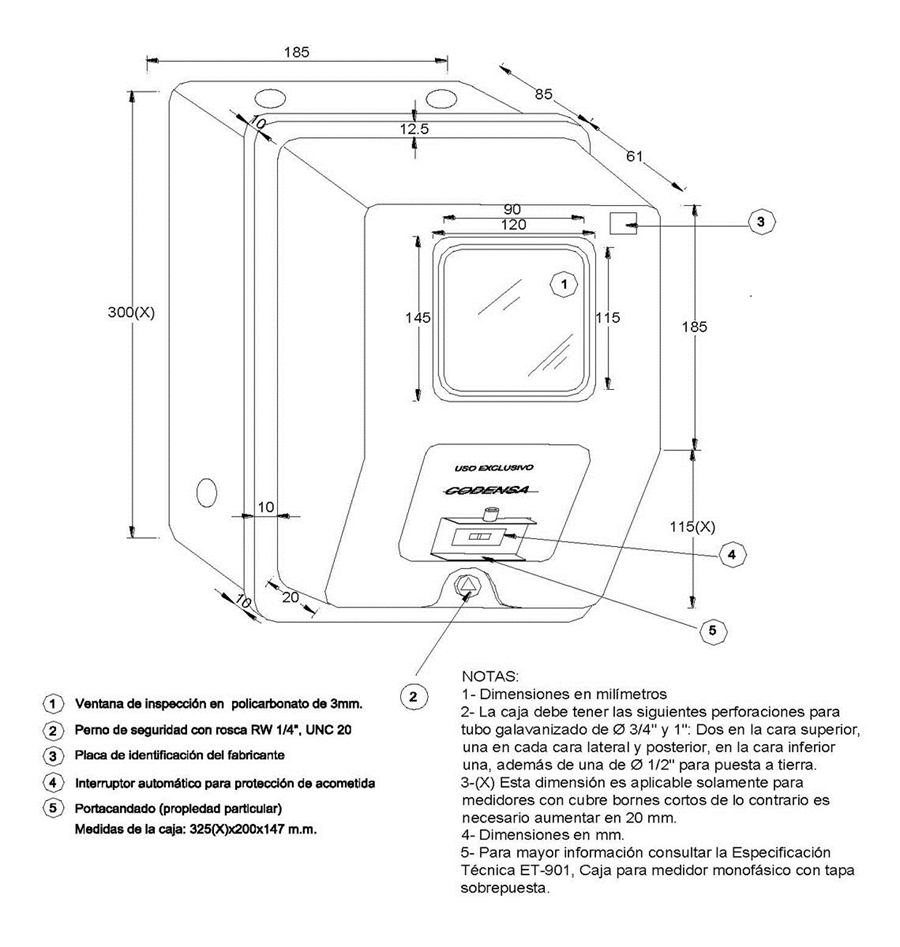 185
85
10
12.5
61
90
120
3
1
300(X)
145
115
185
USO EXCLUSIVO
CODENSA
10
115(X)
4
10
20
5
2
1 Ventana de inspección en policarbonato de 3mm.
2 Perno de seguridad con rosca RW 1/4", UNC 20
3 Placa de identificación del fabricante
4 Interruptor automático para protección de acometida
5 Portacandado (propiedad particular)
Medidas de la caja: 325(X)x200x147 m.m.
NOTAS:
1- Dimensiones en milímetros
2- La caja debe tener las siguientes perforaciones para
tubo galavanizado de Ø 3/4" y 1": Dos en la cara superior,
una en cada cara lateral y posterior, en la cara inferior
una, además de una de Ø 1/2" para puesta a tierra.
3-(X) Esta dimensión es aplicable solamente para
medidores con cubre bornes cortos de lo contrario es
necesario aumentar en 20 mm.
4- Dimensiones en mm.
5- Para mayor información consultar la Especificación
Técnica ET-901, Caja para medidor monofásico con tapa
sobrepuesta.